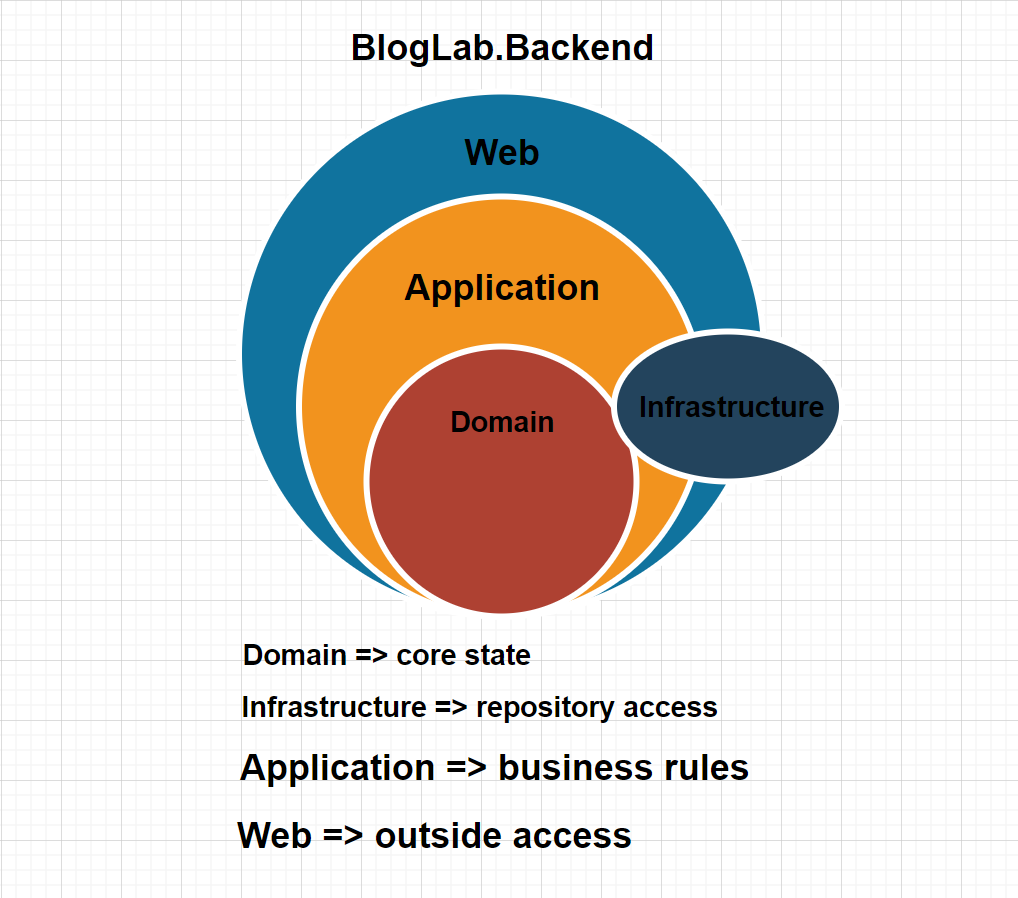 BlogLab.Backend
Web
Application
Infrastructure
Domain
Domain => core state
Infrastructure => repository access
Application => business rules
Web => outside access